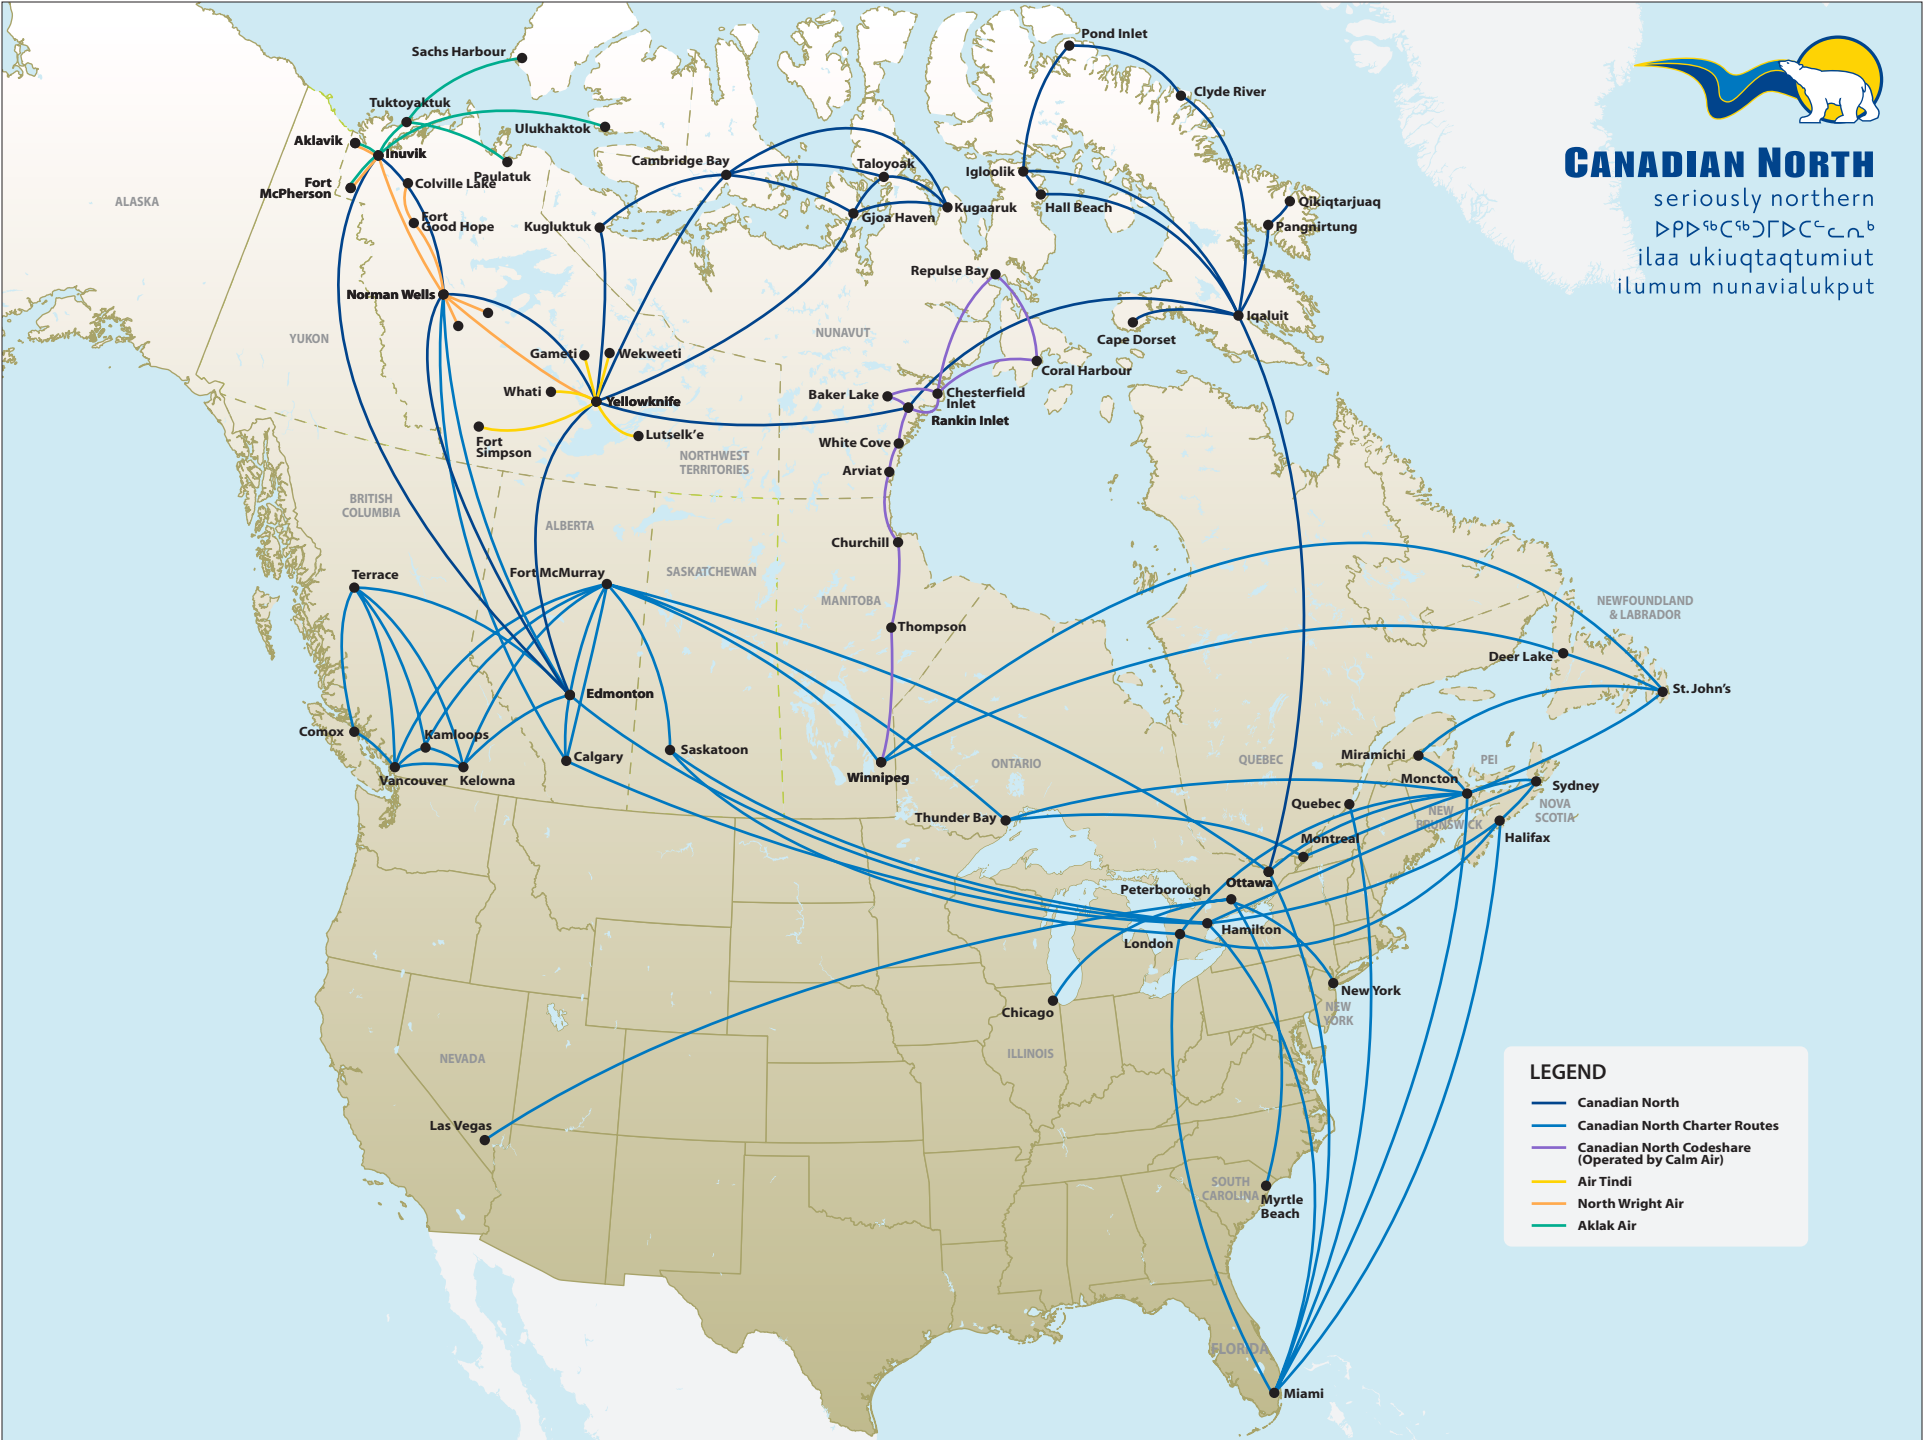 Pond Inlet
Sachs Harbour
Clyde River
Tuktoyaktuk
Ulukhaktok
Aklavik
Inuvik
Cambridge Bay
Taloyoak
Igloolik
Paulatuk
Colville Lake
Fort
McPherson
Hall Beach
Qikiqtarjuaq
Kugaaruk
Gjoa Haven
Fort
Good Hope
Kugluktuk
Pangnirtung
ALASKA
CANADIAN NORTH
seriously northern
ᐅᑭᐅᖅᑕᖅᑐᒥᐅᑕᓪᓚᕆᒃ
ilaa ukiuqtaqtumiut
ilumum nunavialukput
Repulse Bay
Norman Wells
Iqaluit
YUKON
NUNAVUT
Cape Dorset
Gameti
Wekweeti
Coral Harbour
Whati
Baker Lake
Chesterfield
Inlet
Yellowknife
Rankin Inlet
Fort
Simpson
Lutselk’e
White Cove
NORTHWEST
TERRITORIES
Arviat
BRITISH
COLUMBIA
ALBERTA
Churchill
Terrace
Fort McMurray
SASKATCHEWAN
MANITOBA
NEWFOUNDLAND
& LABRADOR
Thompson
Deer Lake
St. John’s
Edmonton
Comox
Kamloops
Saskatoon
Calgary
Vancouver
Kelowna
Winnipeg
ONTARIO
QUEBEC
Miramichi
PEI
Moncton
Sydney
Quebec
NOVA
SCOTIA
NEW
BRUNSWICK
Thunder Bay
Montreal
Halifax
Ottawa
Peterborough
Hamilton
London
New York
NEW
YORK
Chicago
ILLINOIS
NEVADA
Las Vegas
SOUTH
CAROLINA
Myrtle
Beach
FLORIDA
Miami
LEGEND
Canadian North
Canadian North Charter Routes
Canadian North Codeshare
(Operated by Calm Air)
Air Tindi
North Wright Air
Aklak Air